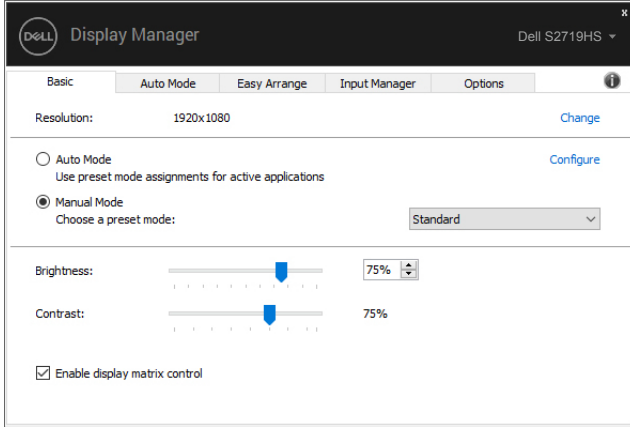 x
DELL Display Manager Dell S2719HS
Basic Auto Mode Easy Arrange Input Manager Options i
Resolution: 1920x1080 Change
Auto Mode Configure
Use preset mode assignments for active applications
Manual Mode
Choose a preset mode: Standard
Brightness: 75%
Contrast: 75%
Enable display matrix control